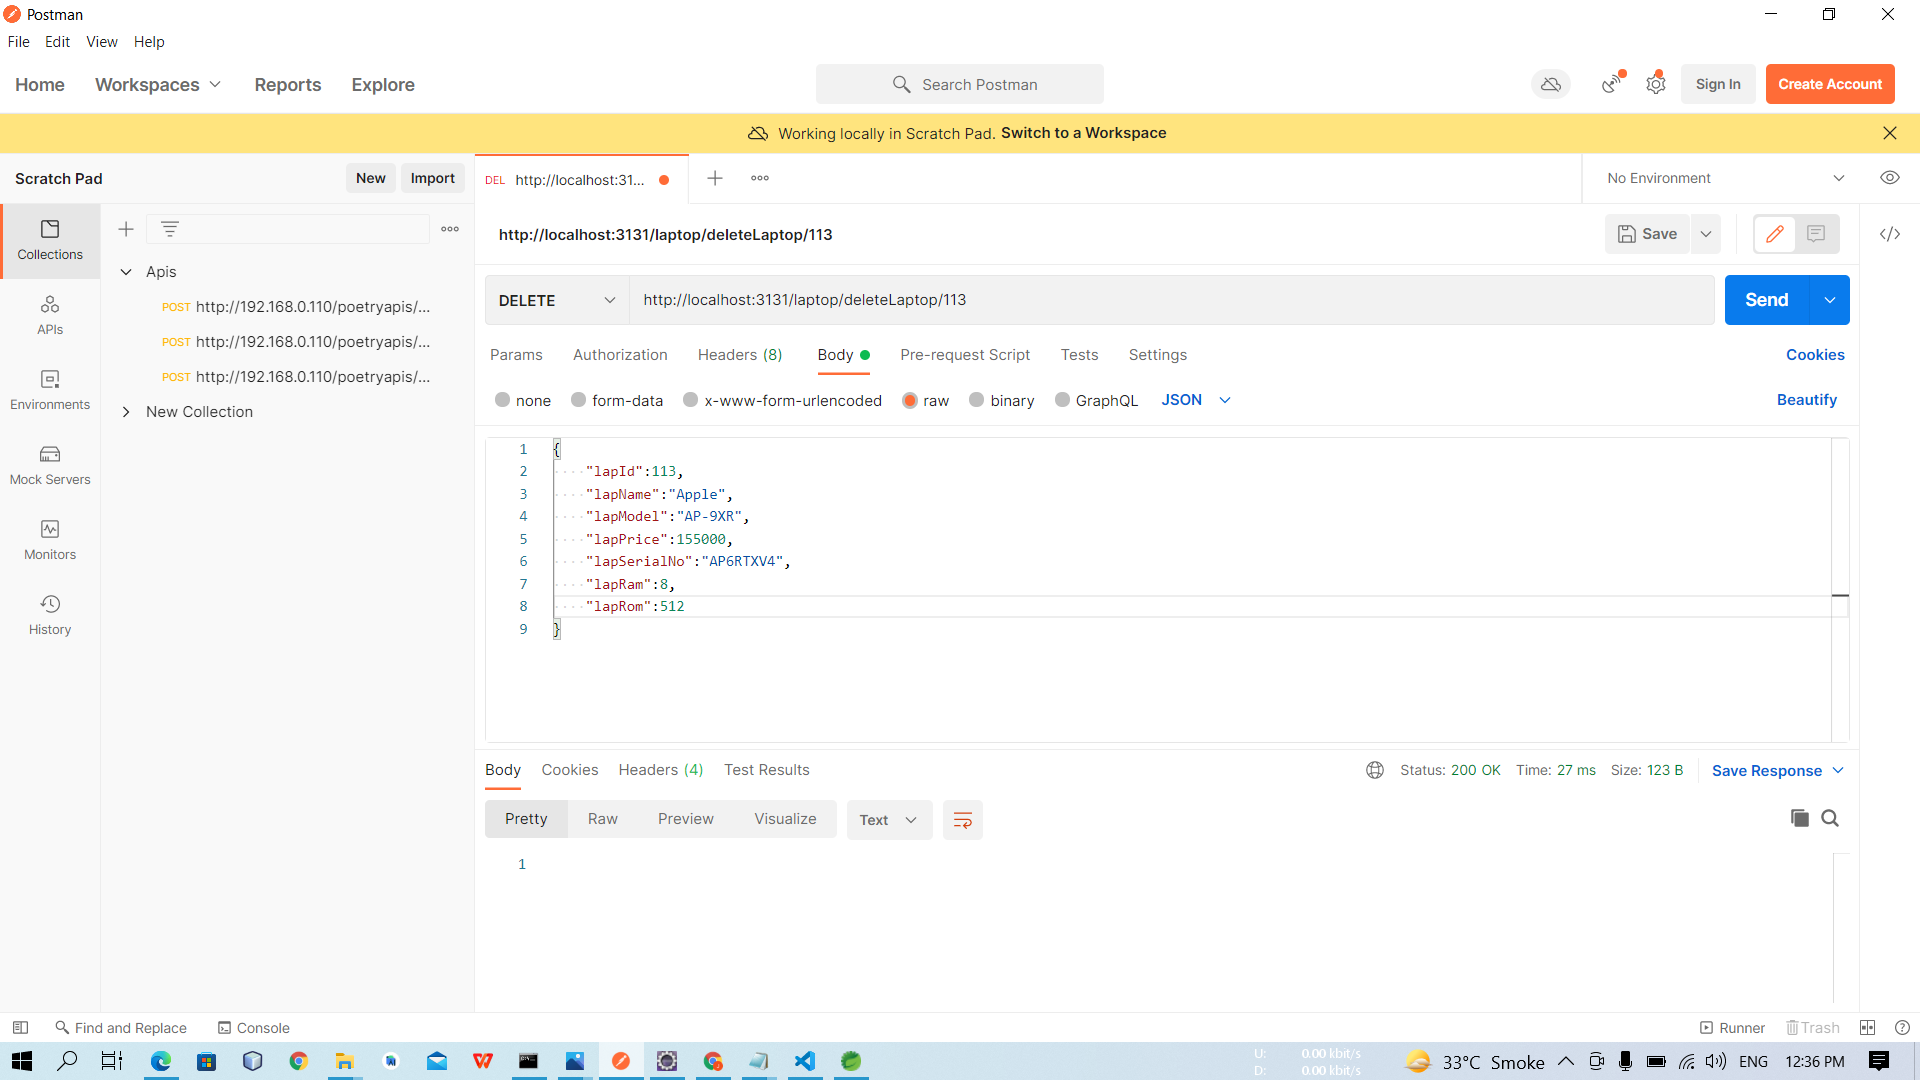 Postman
File Edit View Help
Home Workspaces Reports Explore
Search Postman
Sign In Create Account
Working locally in Scratch Pad. Switch to a Workspace
Scratch Pad New Import
DEL http://localhost:31...
No Environment
Collections
APIs
Environments
Mock Servers
Monitors
History
Apis
POST http://192.168.0.110/poetryapis/...
POST http://192.168.0.110/poetryapis/...
POST http://192.168.0.110/poetryapis/...
New Collection
http://localhost:3131/laptop/deleteLaptop/113
Save
DELETE http://localhost:3131/laptop/deleteLaptop/113 Send
Params Authorization Headers (8) Body Pre-request Script Tests Settings Cookies
none form-data x-www-form-urlencoded raw binary GraphQL JSON Beautify
1 {
2 "lapId":113,
3 "lapName":"Apple",
4 "lapModel":"AP-9XR",
5 "lapPrice":155000,
6 "lapSerialNo":"AP6RTXV4",
7 "lapRam":8,
8 "lapRom":512
9 }
Body Cookies Headers (4) Test Results
Status: 200 OK Time: 27 ms Size: 123 B Save Response
Pretty Raw Preview Visualize Text
1
Find and Replace Console
Runner Trash
U: 0.00 kbit/s
D: 0.00 kbit/s
33°C Smoke ENG 12:36 PM